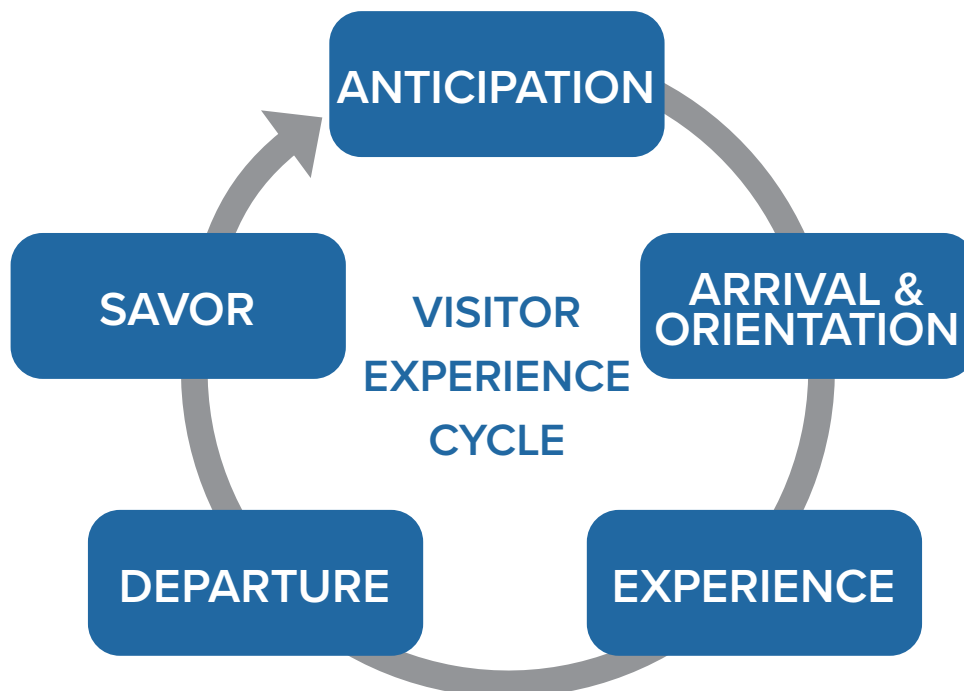 ANTICIPATION
ARRIVAL &
ORIENTATION
EXPERIENCE
DEPARTURE
SAVOR
VISITOR
EXPERIENCE
CYCLE